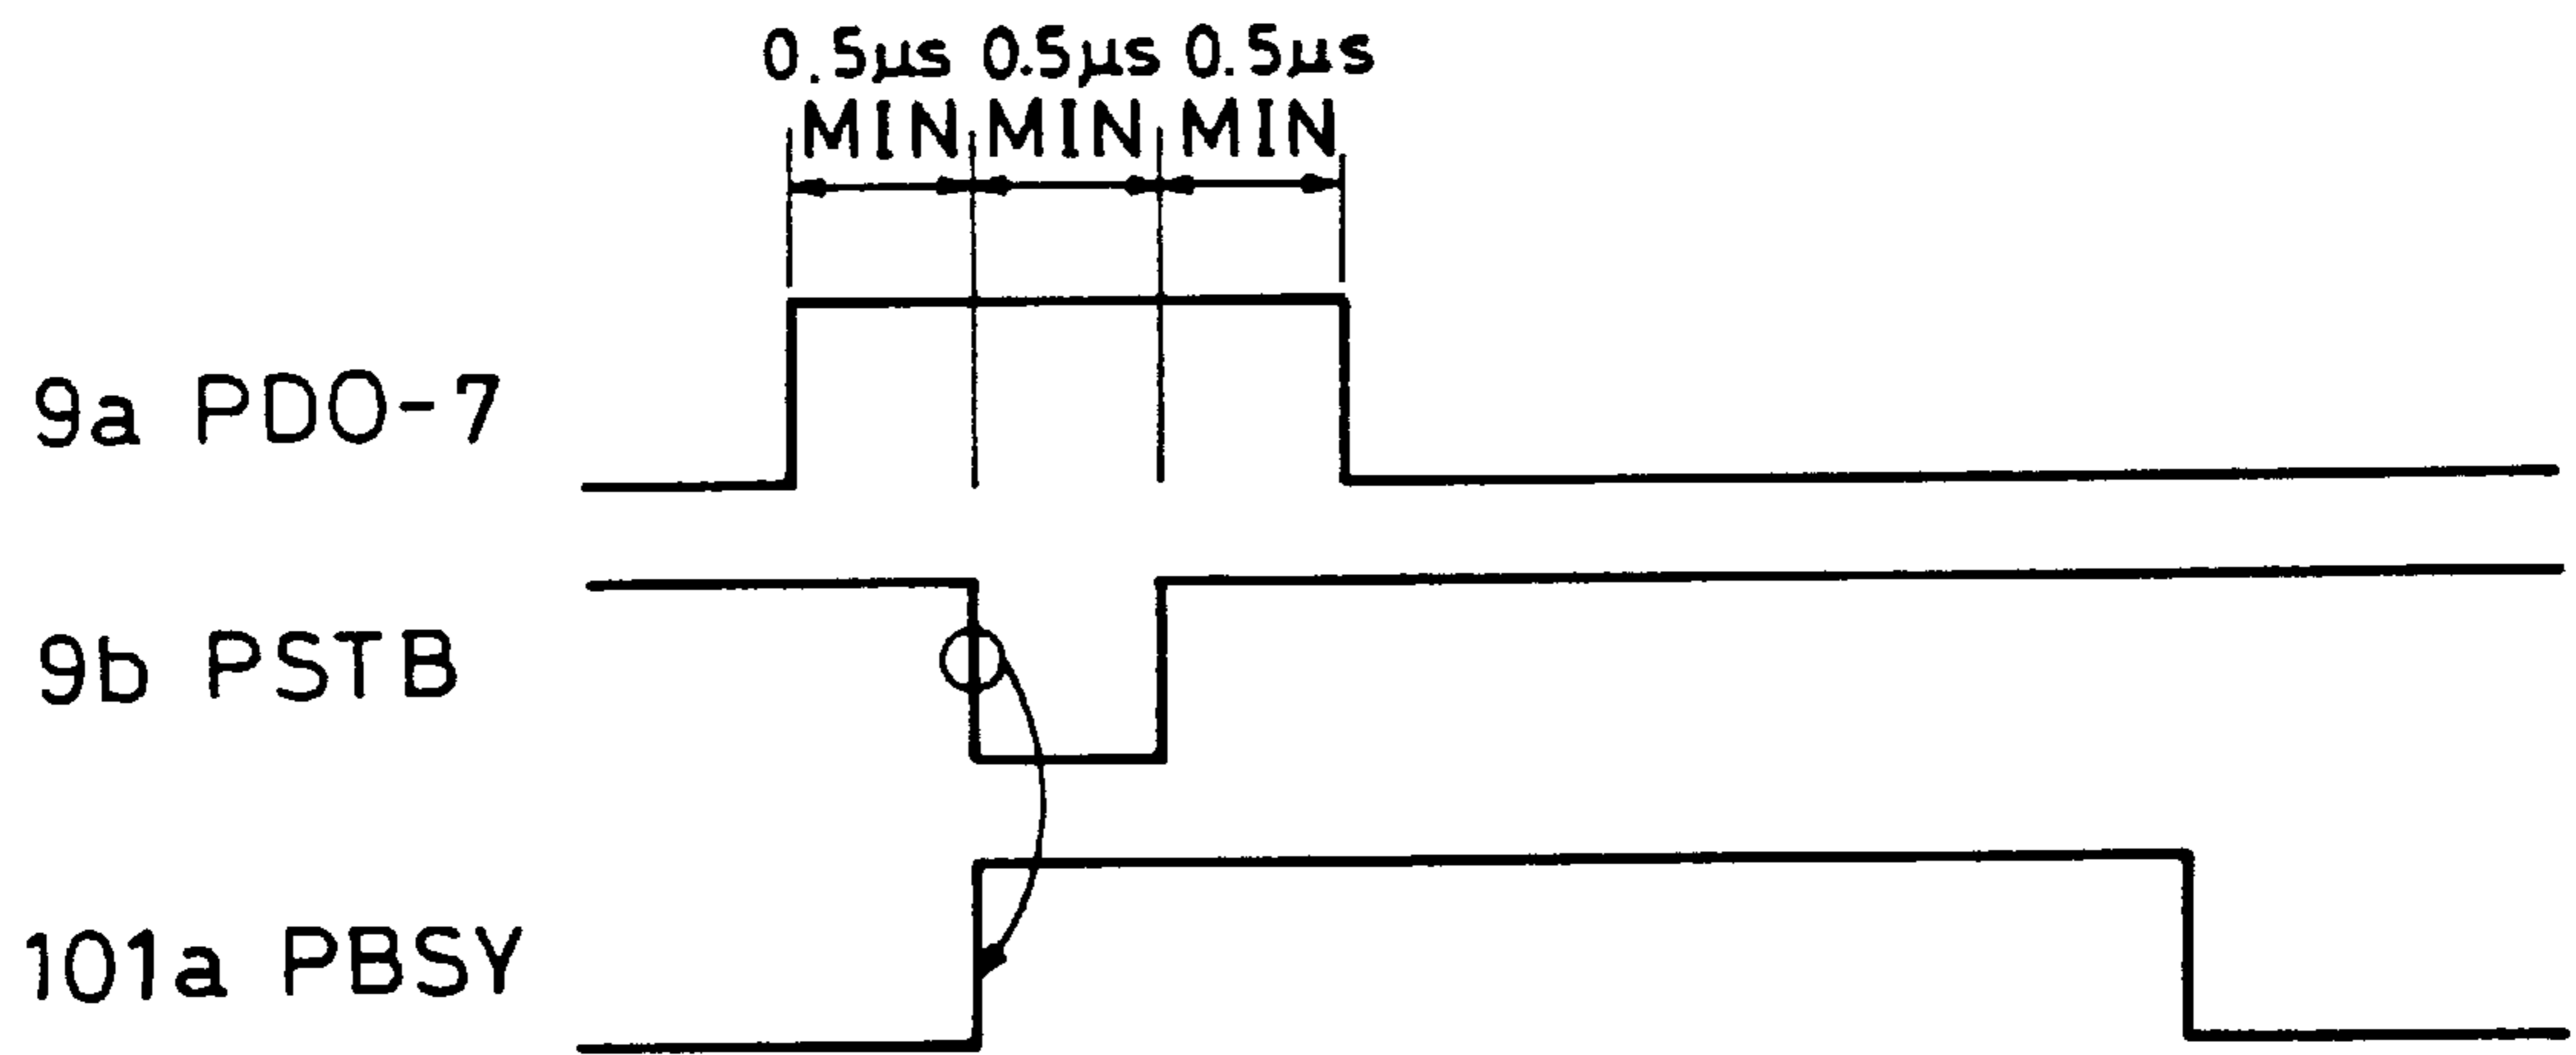 0.5μs 0.5μs 0.5μs
MIN MIN MIN
9a PDO-7
9b PSTB
101a PBSY